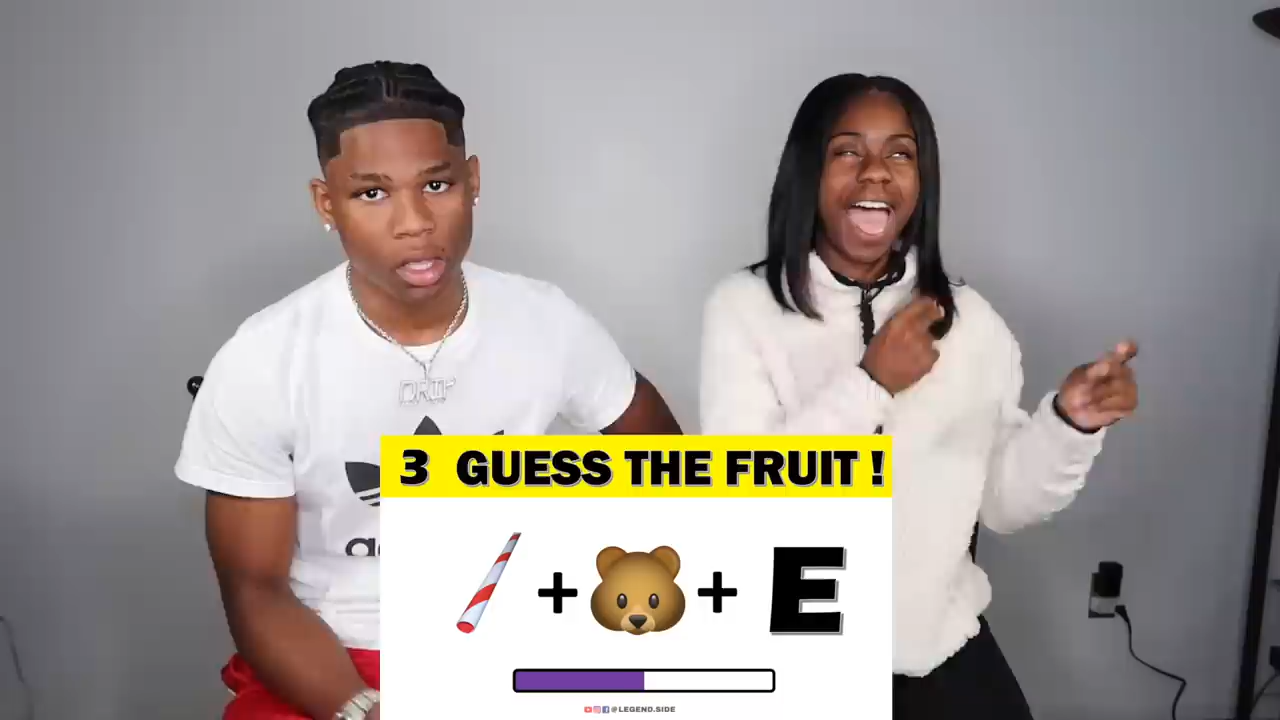 DRIP
3 GUESS THE FRUIT !
+ + E
@LEGEND.SIDE